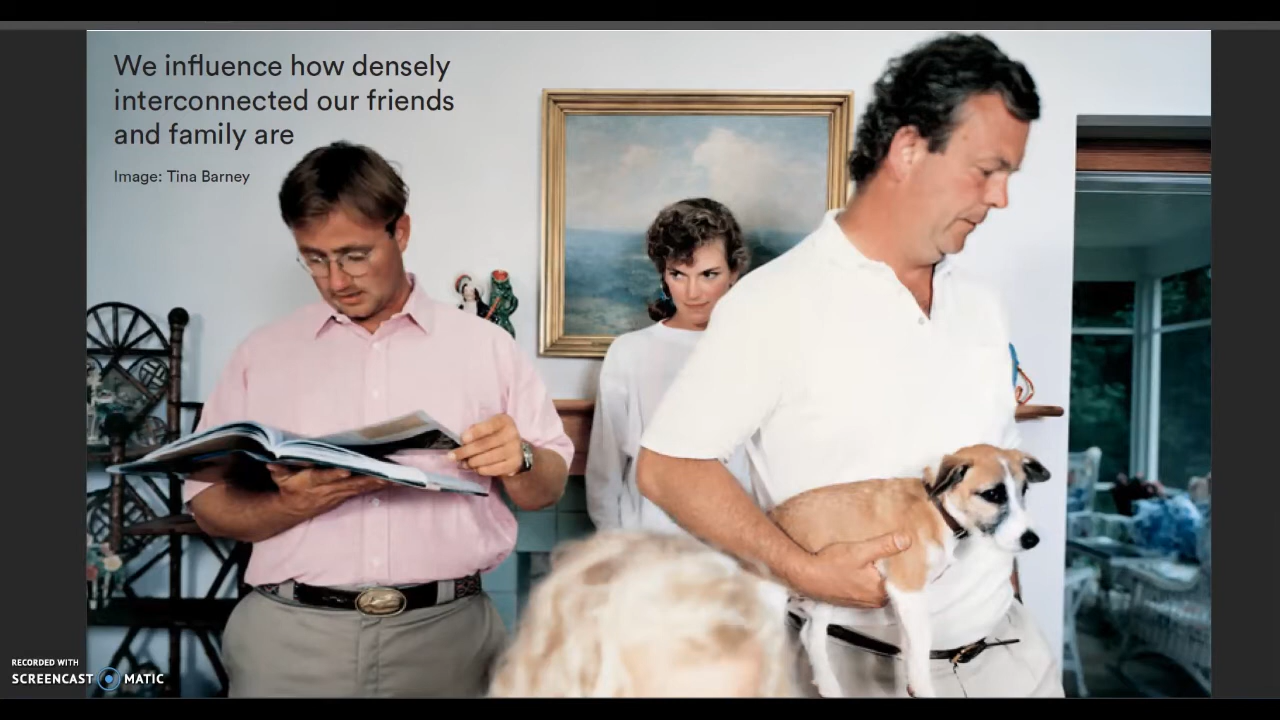 We influence how densely
interconnected our friends
and family are
Image: Tina Barney
RECORDED WITH
SCREENCAST MATIC